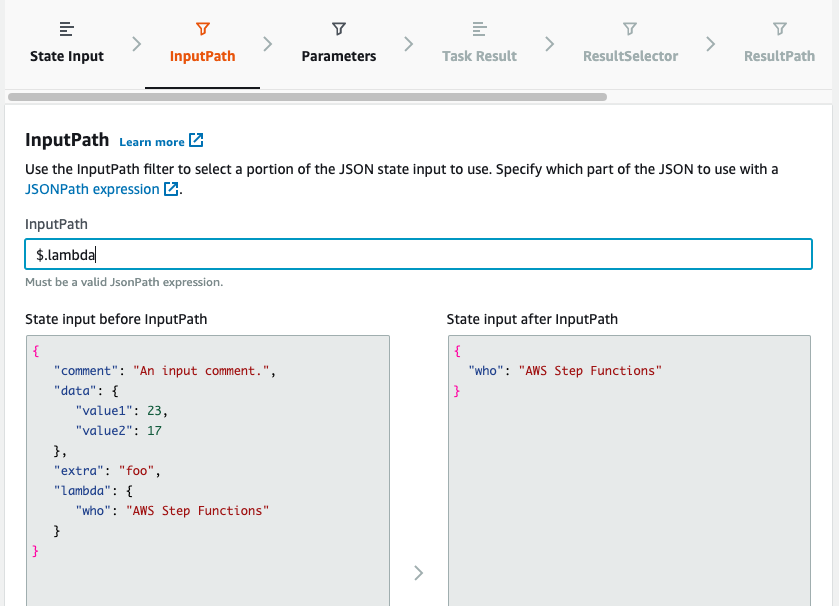 State Input InputPath Parameters Task Result ResultSelector ResultPath
InputPath Learn more
Use the InputPath filter to select a portion of the JSON state input to use. Specify which part of the JSON to use with a
JSONPath expression .
InputPath
$.lambda
Must be a valid JsonPath expression.
State input before InputPath
{
"comment": "An input comment.",
"data": {
"value1": 23,
"value2": 17
},
"extra": "foo",
"lambda": {
"who": "AWS Step Functions"
}
}
State input after InputPath
{
"who": "AWS Step Functions"
}